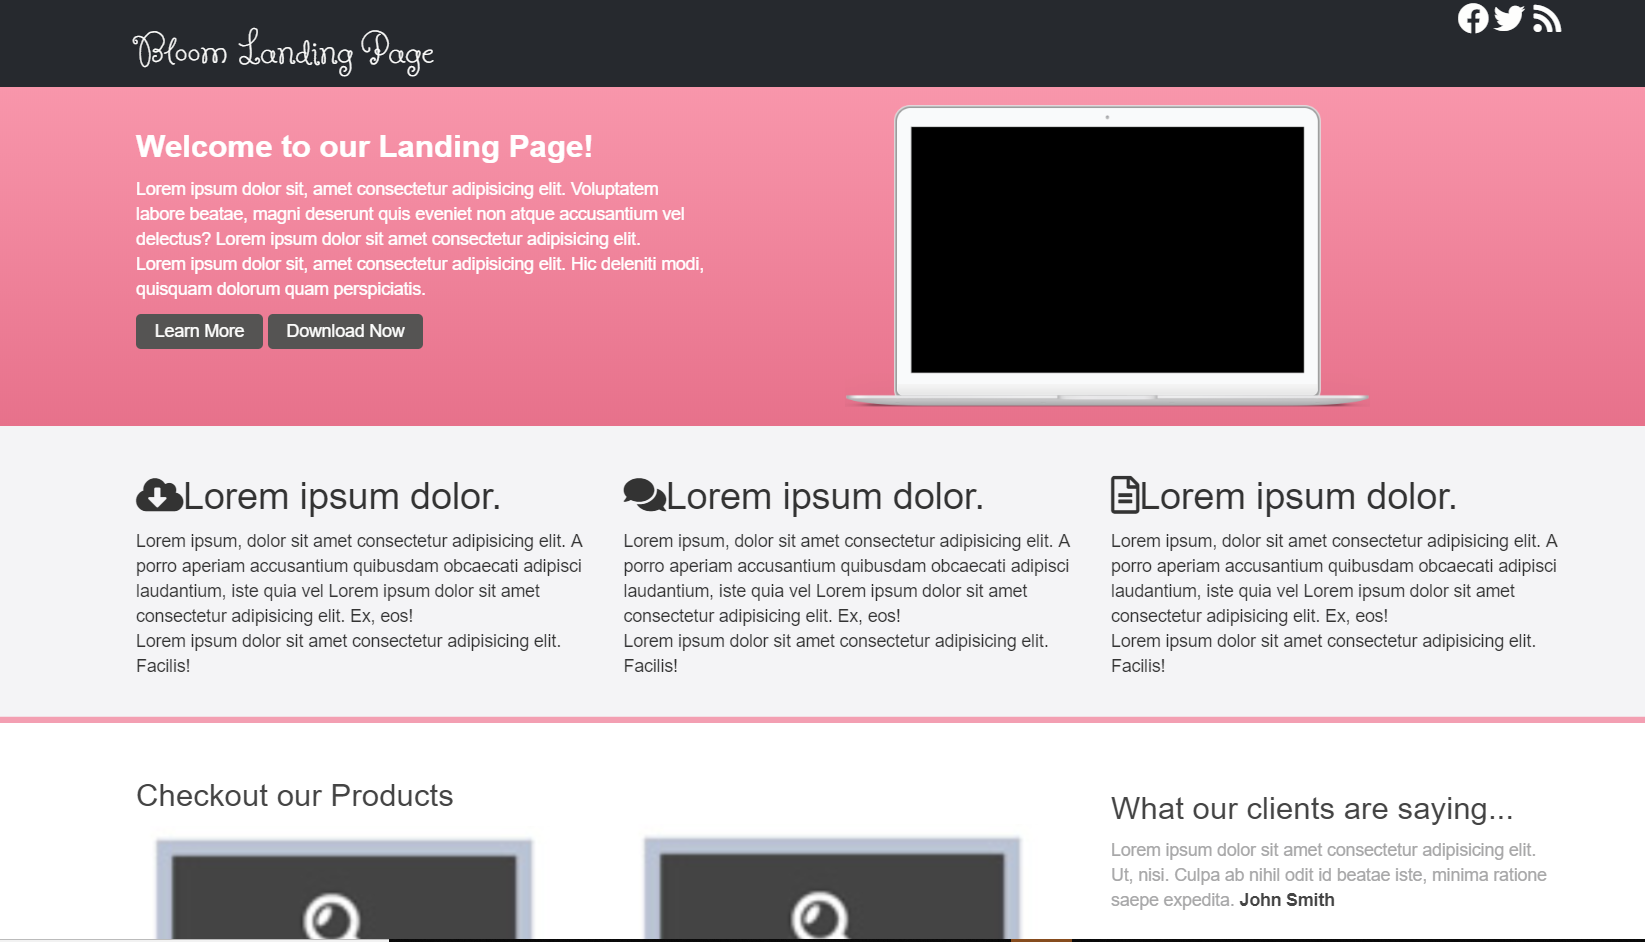 Bloom Landing Page
Welcome to our Landing Page!
Lorem ipsum dolor sit, amet consectetur adipisicing elit. Voluptatem
labore beatae, magni deserunt quis eveniet non atque accusantium vel
delectus? Lorem ipsum dolor sit amet consectetur adipisicing elit.
Lorem ipsum dolor sit, amet consectetur adipisicing elit. Hic deleniti modi,
quisquam dolorum quam perspiciatis.
Learn More
Download Now
Lorem ipsum dolor.
Lorem ipsum, dolor sit amet consectetur adipisicing elit. A
porro aperiam accusantium quibusdam obcaecati adipisci
laudantium, iste quia vel Lorem ipsum dolor sit amet
consectetur adipisicing elit. Ex, eos!
Lorem ipsum dolor sit amet consectetur adipisicing elit.
Facilis!
Lorem ipsum dolor.
Lorem ipsum, dolor sit amet consectetur adipisicing elit. A
porro aperiam accusantium quibusdam obcaecati adipisci
laudantium, iste quia vel Lorem ipsum dolor sit amet
consectetur adipisicing elit. Ex, eos!
Lorem ipsum dolor sit amet consectetur adipisicing elit.
Facilis!
Lorem ipsum dolor.
Lorem ipsum, dolor sit amet consectetur adipisicing elit. A
porro aperiam accusantium quibusdam obcaecati adipisci
laudantium, iste quia vel Lorem ipsum dolor sit amet
consectetur adipisicing elit. Ex, eos!
Lorem ipsum dolor sit amet consectetur adipisicing elit.
Facilis!
Checkout our Products
What our clients are saying...
Lorem ipsum dolor sit amet consectetur adipisicing elit.
Ut, nisi. Culpa ab nihil odit id beatae iste, minima ratione
saepe expedita. John Smith